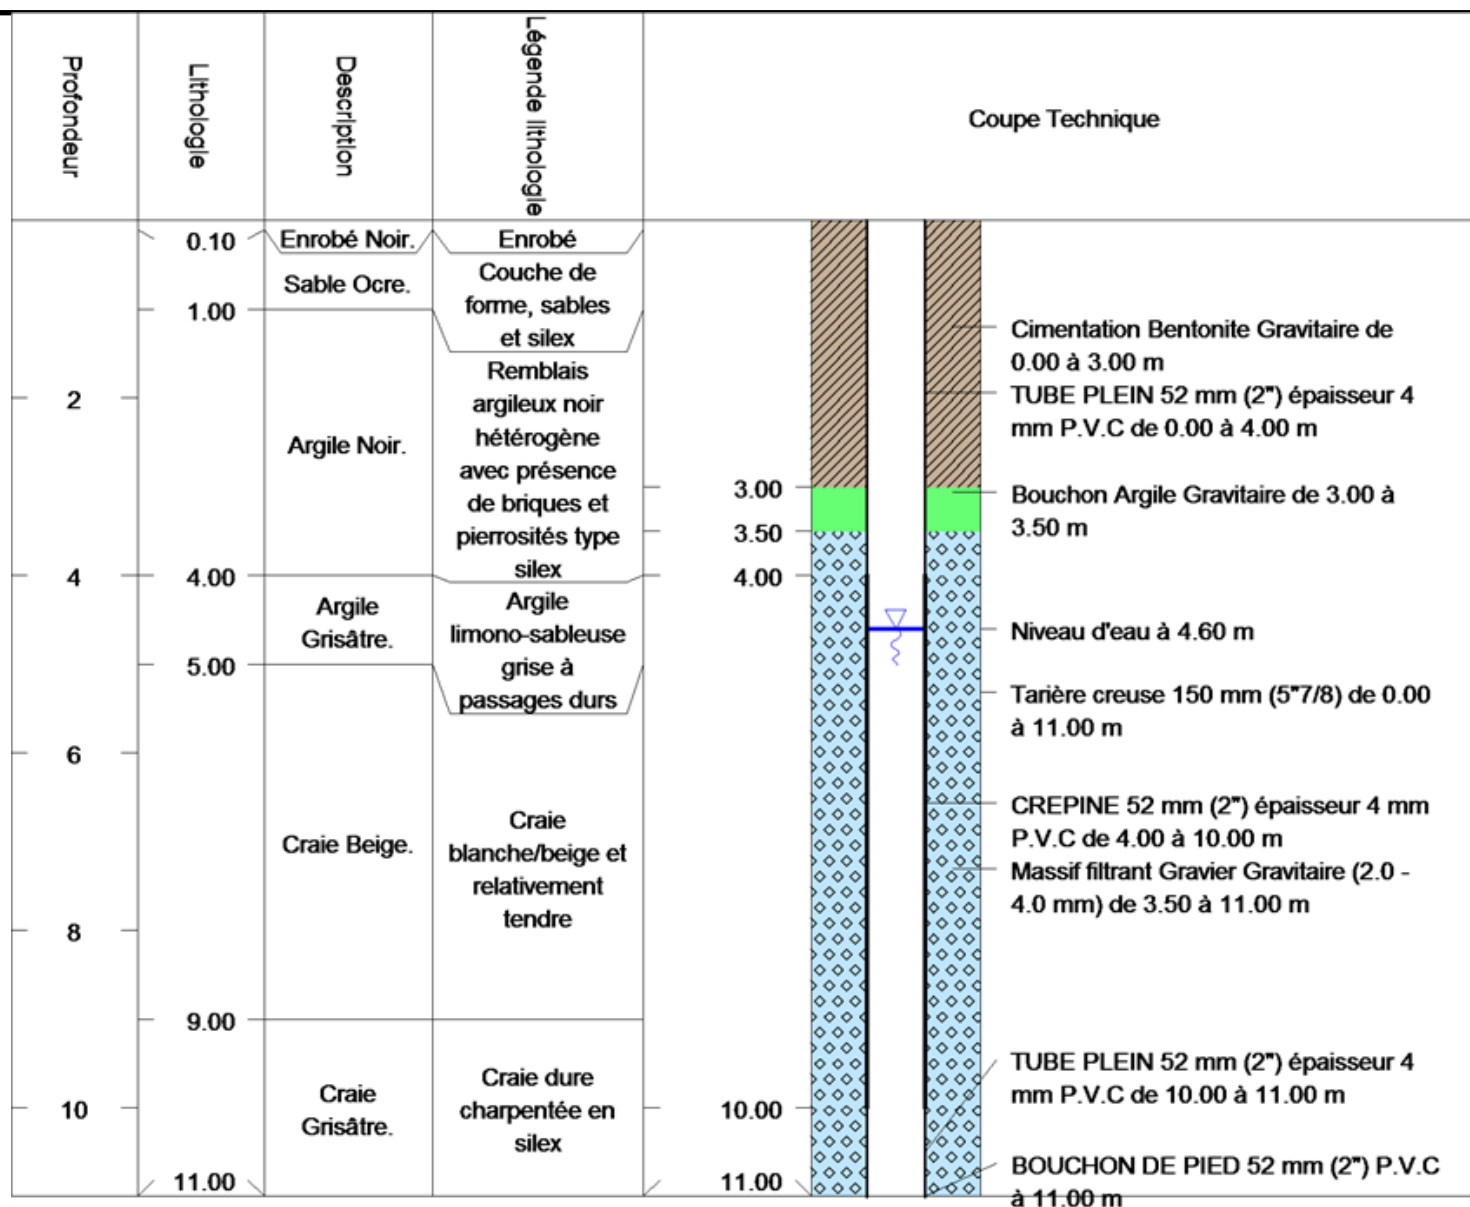 Profondeur
Lithologie
Description
Légende lithologie
Coupe Technique
0.10
Enrobé Noir.
Enrobé
Sable Ocre.
Couche de
forme, sables
et silex
1.00
Remblais
argileux noir
hétérogène
avec présence
de briques et
pierrosités type
silex
2
Argile Noir.
4
4.00
Argile
Grisâtre.
Argile
limono-sableuse
grise à
passages durs
5.00
6
Craie Beige.
Craie
blanche/beige et
relativement
tendre
8
9.00
10
Craie
Grisâtre.
Craie dure
charpentée en
silex
11.00
3.00
3.50
4.00
10.00
11.00
Cimentation Bentonite Gravitaire de
0.00 à 3.00 m
TUBE PLEIN 52 mm (2") épaisseur 4
mm P.V.C de 0.00 à 4.00 m
Bouchon Argile Gravitaire de 3.00 à
3.50 m
Niveau d'eau à 4.60 m
Tarière creuse 150 mm (5"7/8) de 0.00
à 11.00 m
CREPINE 52 mm (2") épaisseur 4 mm
P.V.C de 4.00 à 10.00 m
Massif filtrant Gravier Gravitaire (2.0 -
4.0 mm) de 3.50 à 11.00 m
TUBE PLEIN 52 mm (2") épaisseur 4
mm P.V.C de 10.00 à 11.00 m
BOUCHON DE PIED 52 mm (2") P.V.C
à 11.00 m